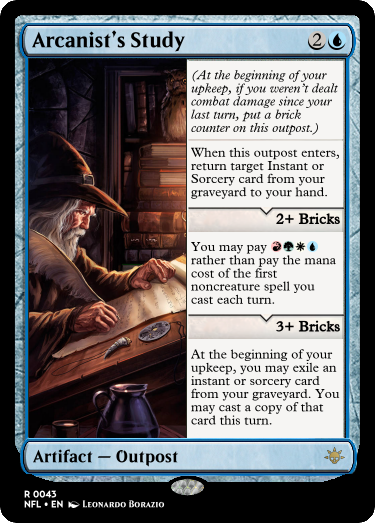 Arcanist's Study 2
(At the beginning of your
upkeep, if you weren't dealt
combat damage since your
last turn, put a brick
counter on this outpost.)
When this outpost enters,
return target Instant or
Sorcery card from your
graveyard to your hand.
2+ Bricks
You may pay
rather than pay the mana
cost of the first
noncreature spell you
cast each turn.
3+ Bricks
At the beginning of your
upkeep, you may exile an
instant or sorcery card
from your graveyard. You
may cast a copy of that
card this turn.
Artifact — Outpost
R 0043
NFL • EN Leonardo Borazio